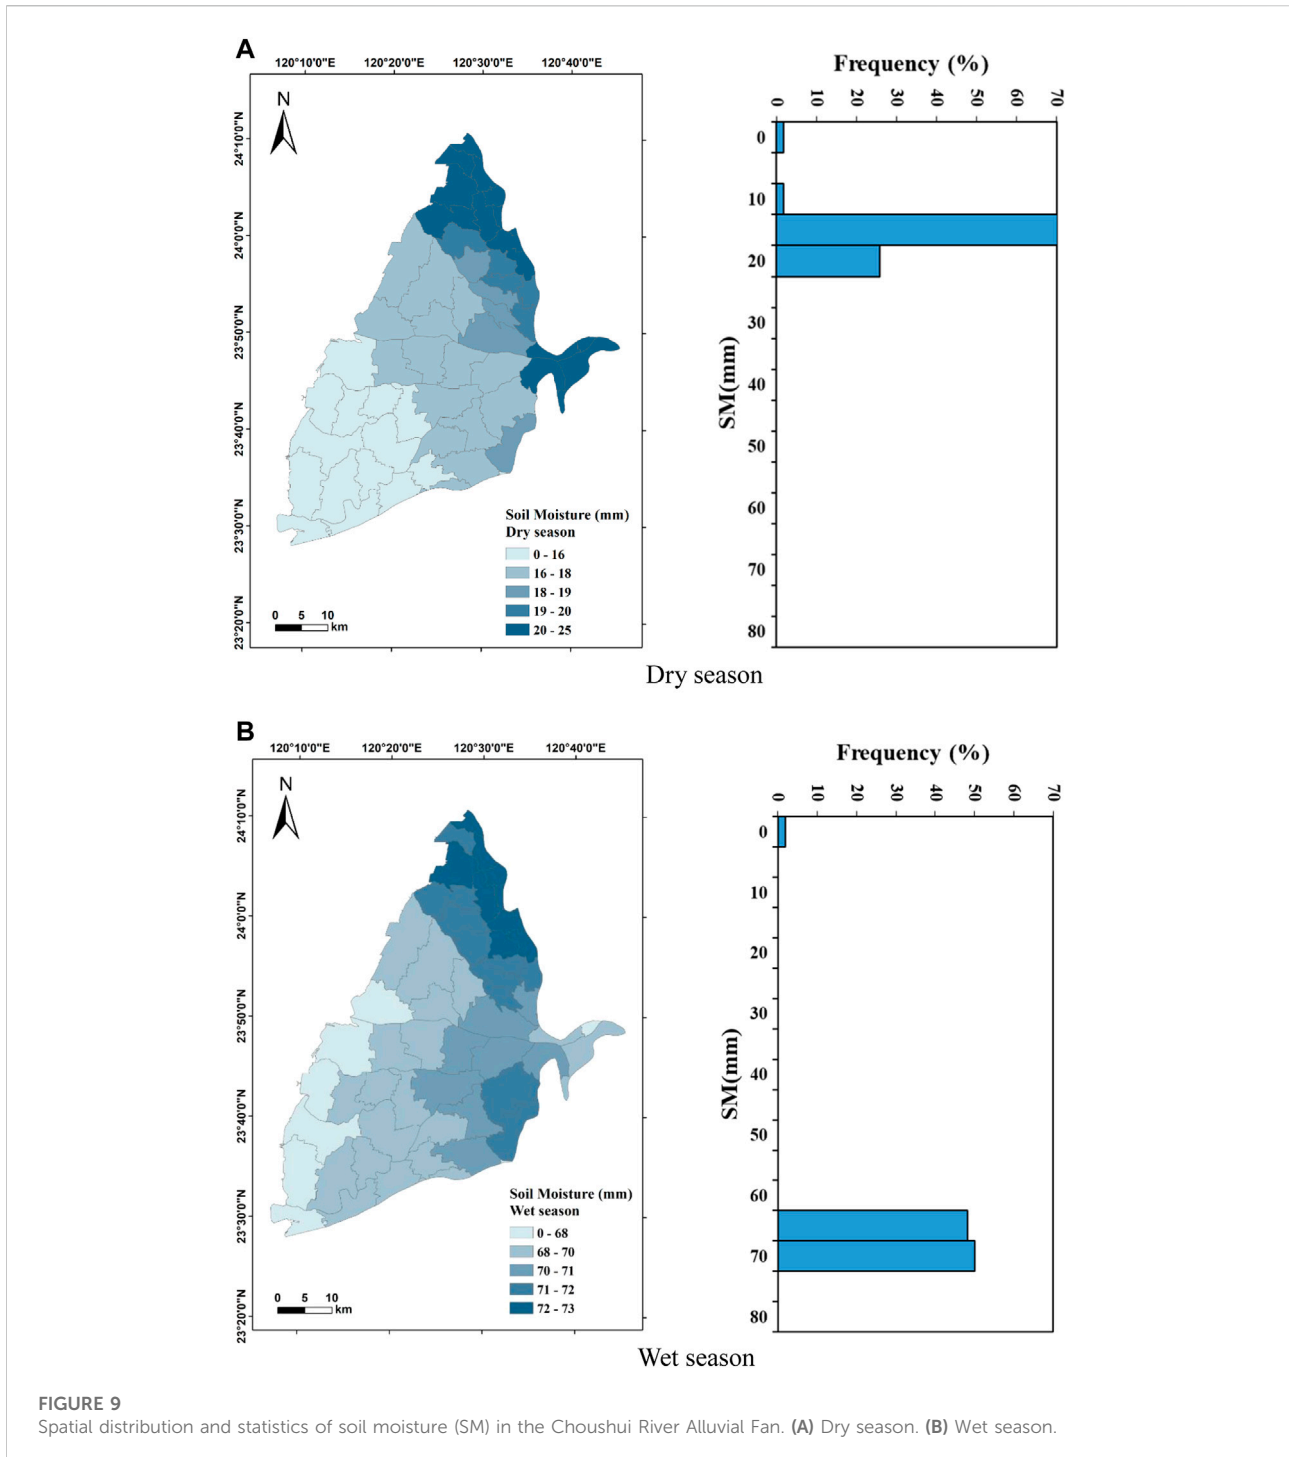 A
120°10'0"E 120°20'0"E 120°30'0"E 120°40'0"E
N
24°10'0"N
24°0'0"N
23°50'0"N
23°40'0"N
23°30'0"N
23°20'0"N
Soil Moisture (mm)
Dry season
0 - 16
16 - 18
18 - 19
19 - 20
20 - 25
0 5 10
km
Frequency (%)
0 10 20 30 40 50 60 70
SM(mm)
0
10
20
30
40
50
60
70
80
Dry season
B
120°10'0"E 120°20'0"E 120°30'0"E 120°40'0"E
N
24°10'0"N
24°0'0"N
23°50'0"N
23°40'0"N
23°30'0"N
23°20'0"N
Soil Moisture (mm)
Wet season
0 - 68
68 - 70
70 - 71
71 - 72
72 - 73
0 5 10
km
Frequency (%)
0 10 20 30 40 50 60 70
SM(mm)
0
10
20
30
40
50
60
70
80
Wet season
FIGURE 9
Spatial distribution and statistics of soil moisture (SM) in the Choushui River Alluvial Fan. (A) Dry season. (B) Wet season.